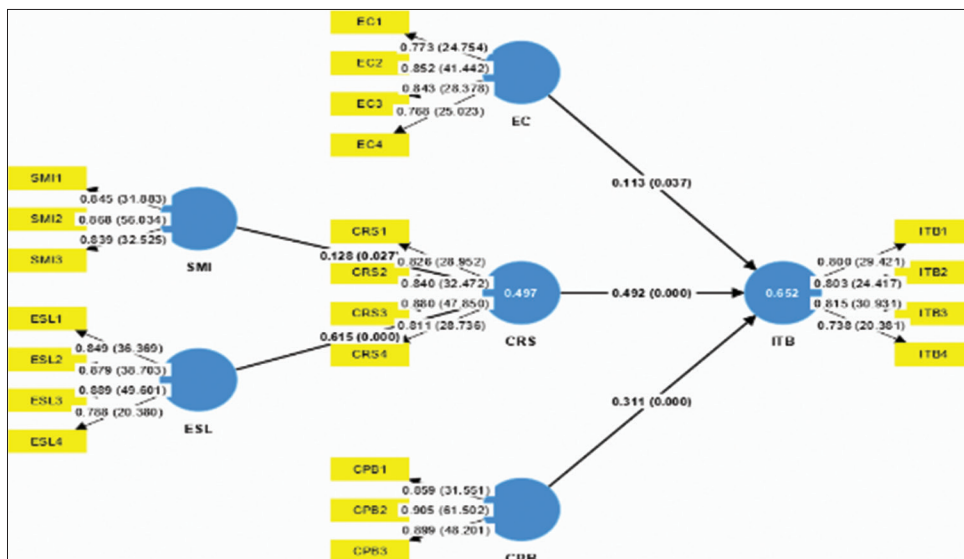 EC1
0.773 (24.754)
EC2
0.852 (41.442)
0.843 (28.378)
EC3
0.768 (25.023)
EC4
EC
0.113 (0.037)
SMI1
0.845 (31.883)
SMI2
0.868 (56.034)
0.839 (32.525)
SMI3
SMI
0.128 (0.027)
CRS1
0.826 (28.952)
CRS2
0.840 (32.472)
CRS3
0.880 (47.850)
0.811 (28.736)
CRS4
0.497
CRS
0.492 (0.000)
0.615 (0.000)
ITB1
0.800 (29.421)
ITB2
0.803 (24.417)
0.815 (30.931)
ITB3
0.738 (20.381)
ITB4
0.652
ITB
ESL1
0.849 (36.369)
ESL2
0.879 (38.703)
0.889 (49.601)
ESL3
0.788 (20.380)
ESL4
ESL
0.311 (0.000)
CPB1
0.859 (31.551)
CPB2
0.905 (61.502)
0.899 (48.201)
CPB3
CPB